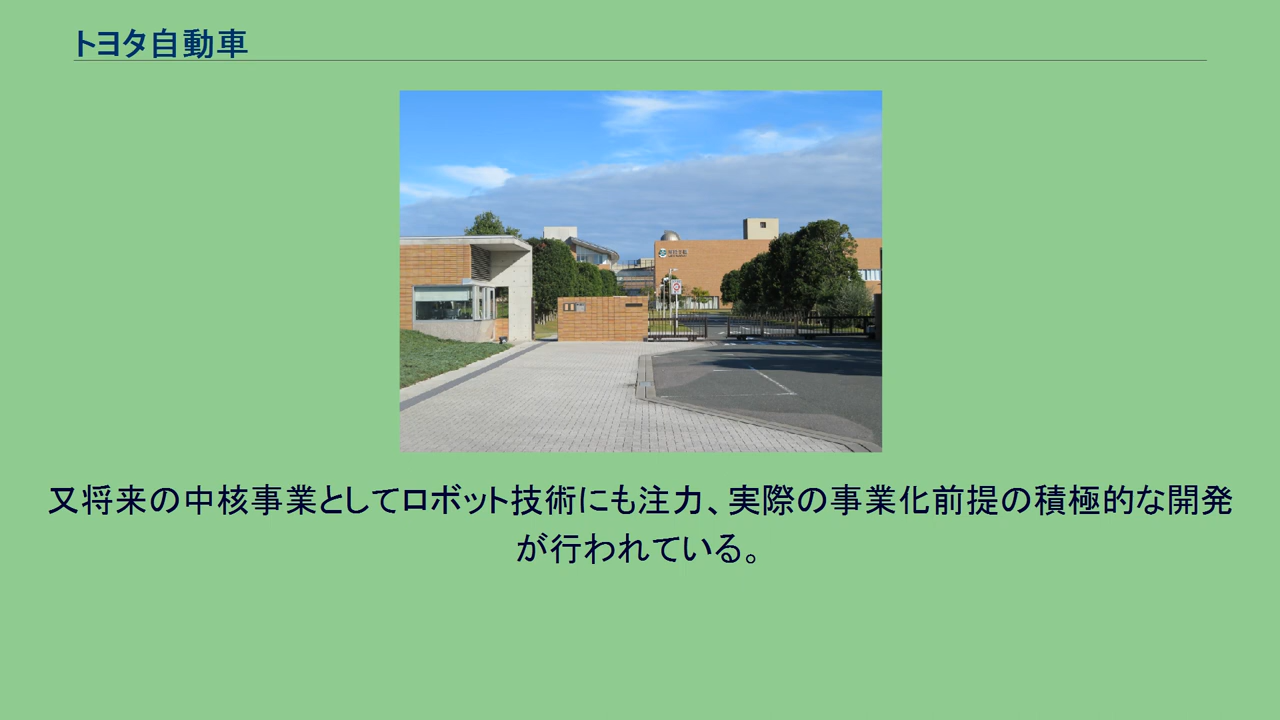 トヨタ自動車
又将来の中核事業としてロボット技術にも注力、実際の事業化前提の積極的な開発
が行われている。